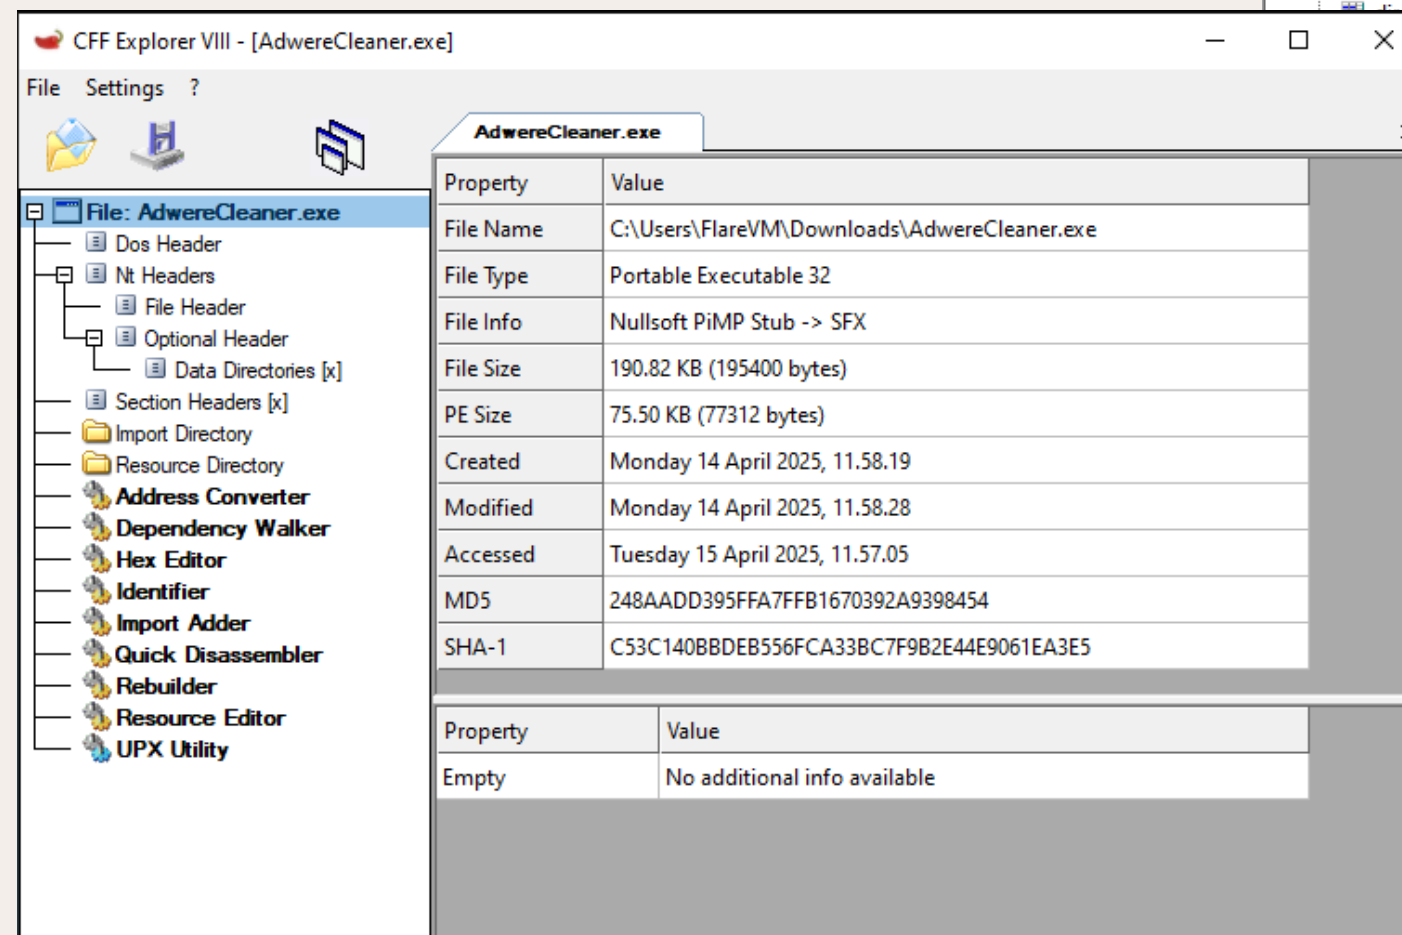 CFF Explorer VIII - [AdwereCleaner.exe]
File Settings ?
AdwereCleaner.exe
File: AdwereCleaner.exe
Dos Header
Nt Headers
File Header
Optional Header
Data Directories [x]
Section Headers [x]
Import Directory
Resource Directory
Address Converter
Dependency Walker
Hex Editor
Identifier
Import Adder
Quick Disassembler
Rebuilder
Resource Editor
UPX Utility
Property Value
File Name C:\Users\FlareVM\Downloads\AdwereCleaner.exe
File Type Portable Executable 32
File Info Nullsoft PiMP Stub -> SFX
File Size 190.82 KB (195400 bytes)
PE Size 75.50 KB (77312 bytes)
Created Monday 14 April 2025, 11.58.19
Modified Monday 14 April 2025, 11.58.28
Accessed Tuesday 15 April 2025, 11.57.05
MD5 248AADD395FFA7FFB1670392A9398454
SHA-1 C53C140BBDEB556FCA33BC7F9B2E44E9061EA3E5
Property Value
Empty No additional info available